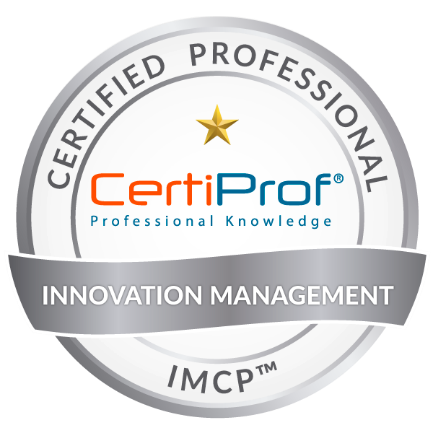 CERTIFIED PROFESSIONAL
CertiProf®
Professional Knowledge
INNOVATION MANAGEMENT
IMCP™